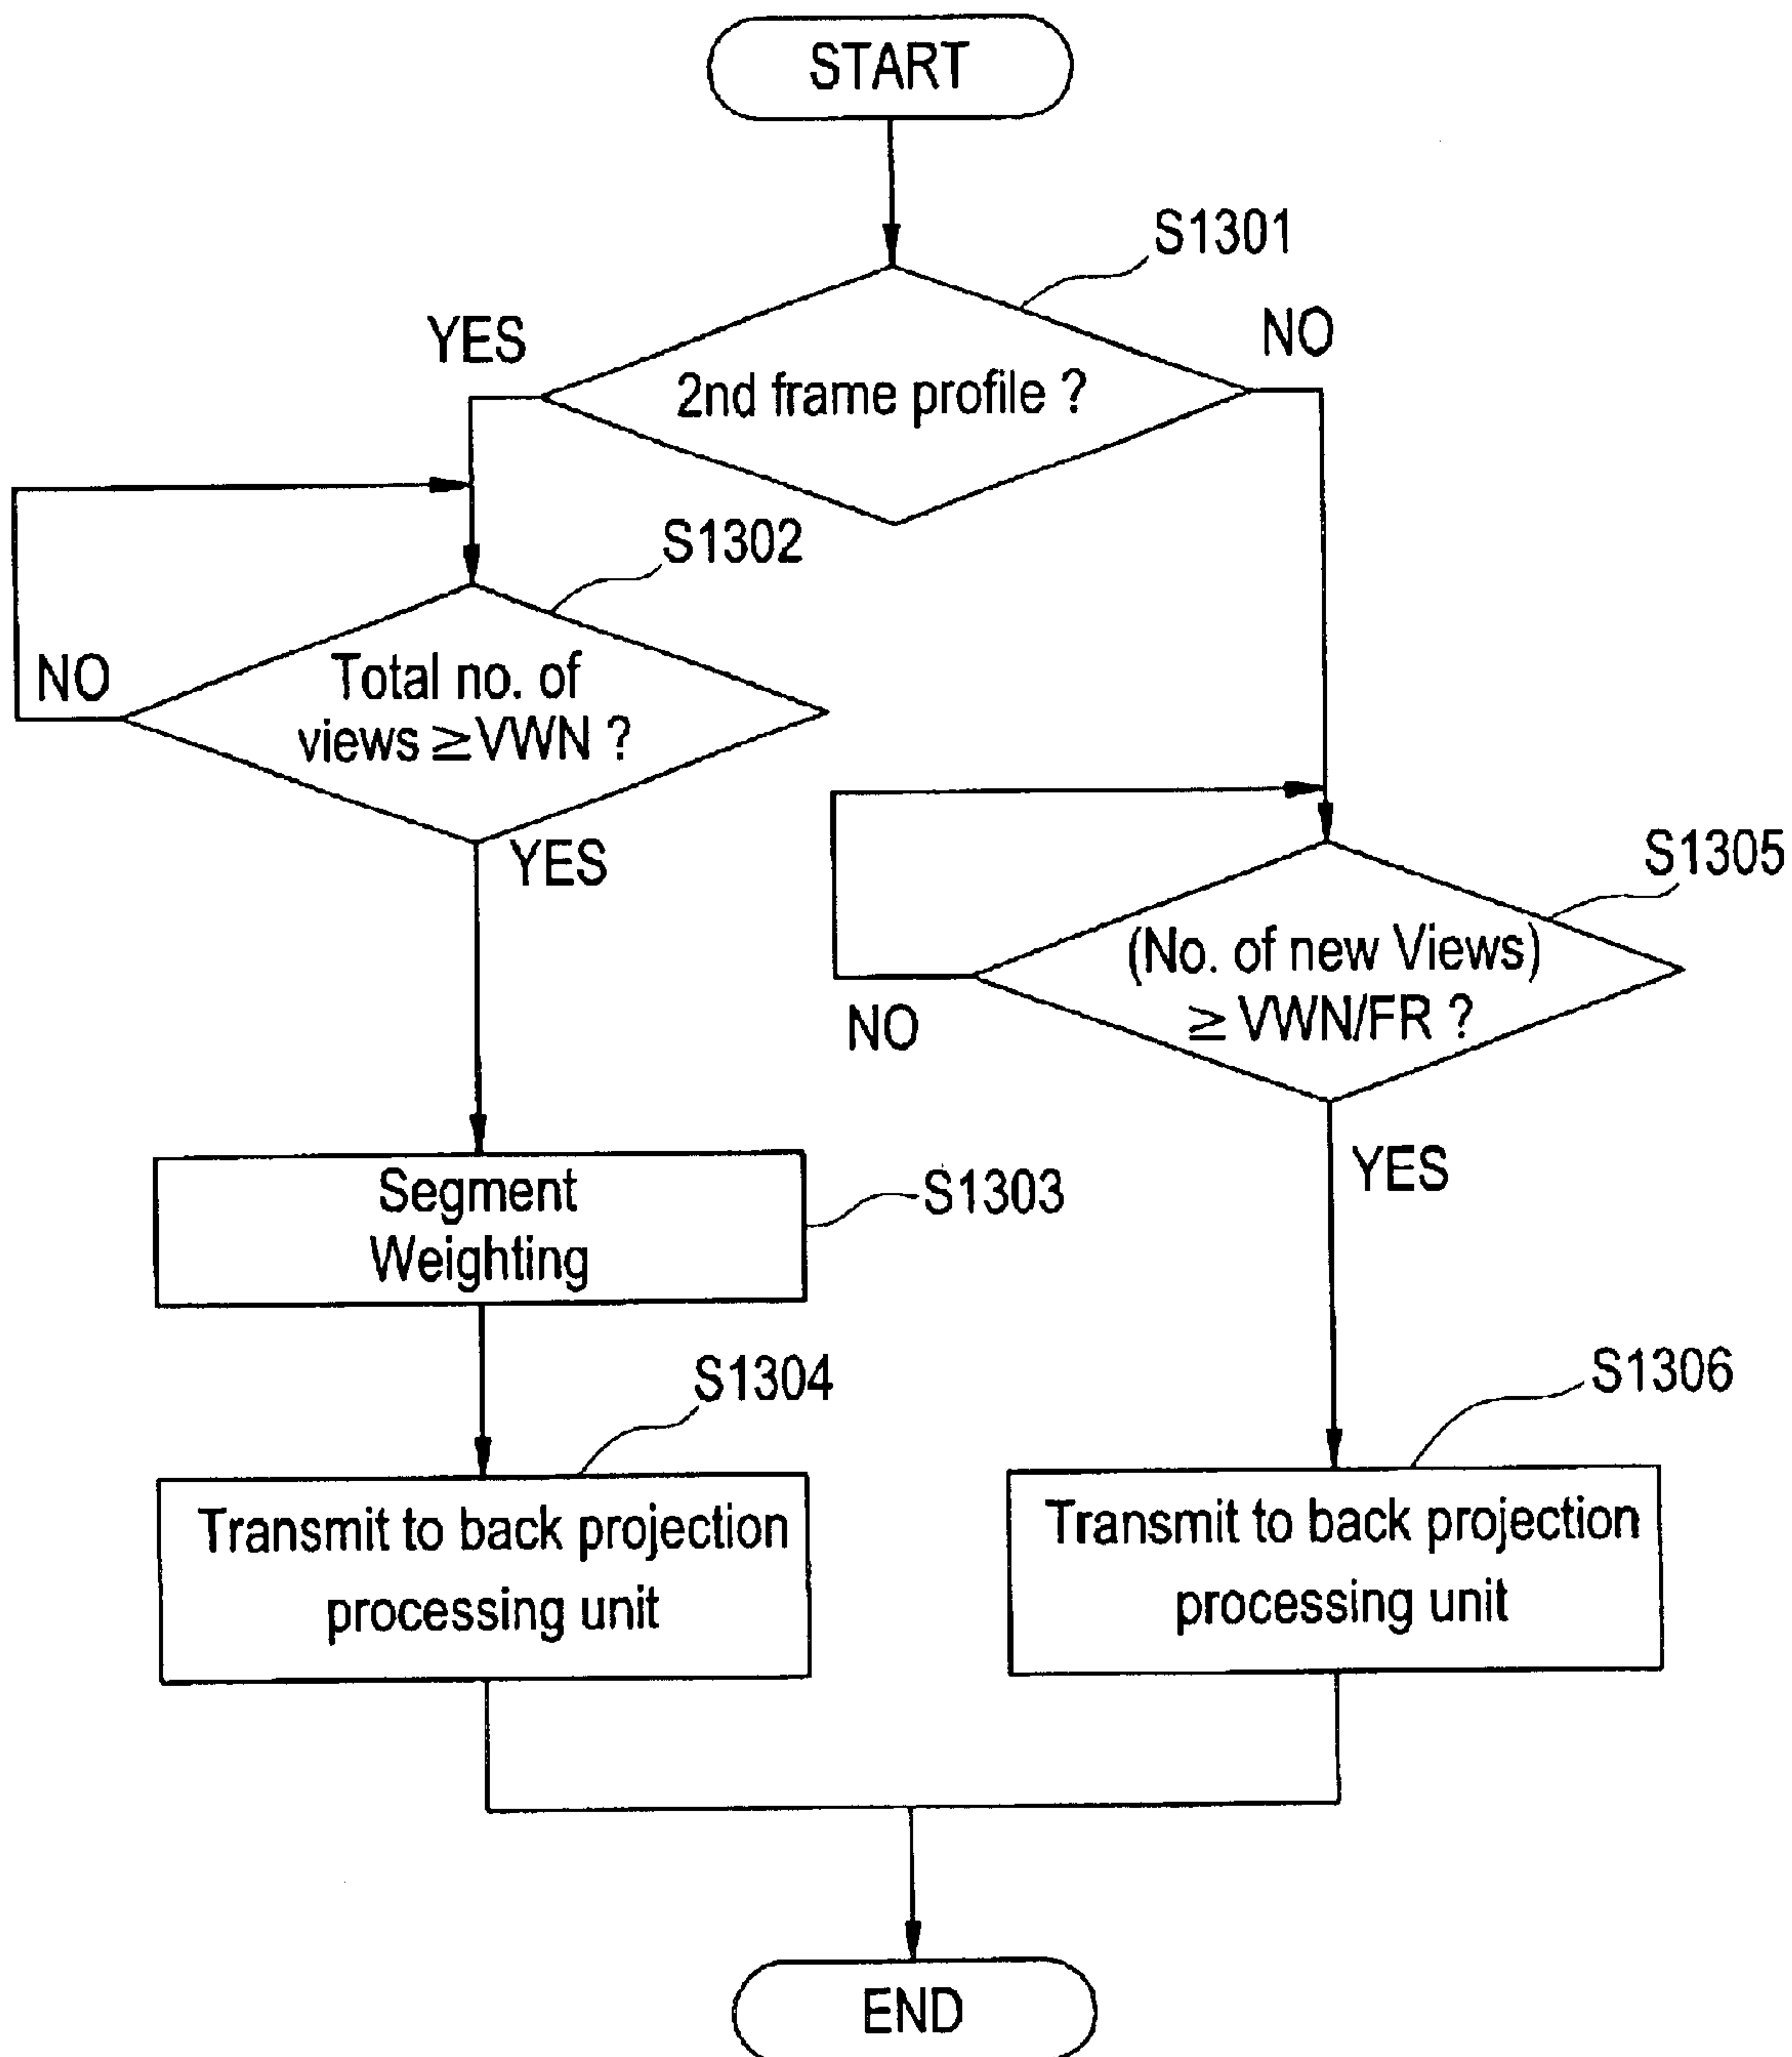 START
S1301
YES
NO
2nd frame profile ?
S1302
NO
Total no. of
views ≧VWN ?
YES
S1305
(No. of new Views)
≧ VWN/FR ?
NO
YES
Segment
Weighting
S1303
S1304
S1306
Transmit to back projection
processing unit
Transmit to back projection
processing unit
END